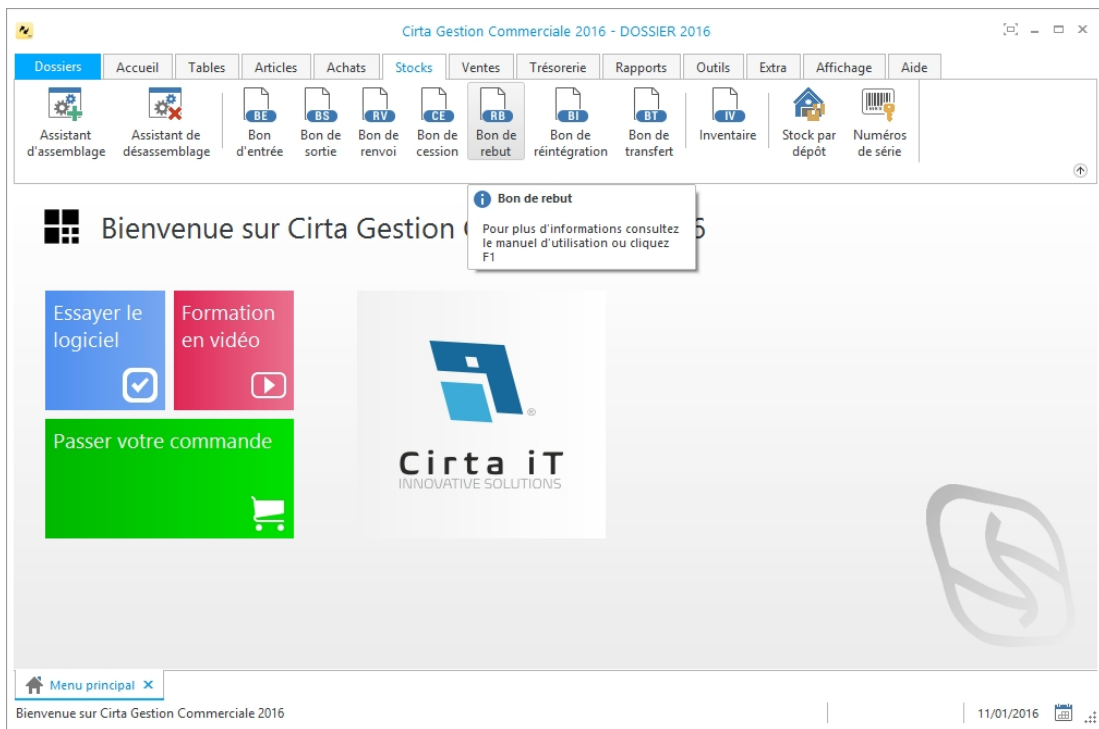 Cirta Gestion Commerciale 2016 - DOSSIER 2016
Dossiers Accueil Tables Articles Achats Stocks Ventes Trésorerie Rapports Outils Extra Affichage Aide
BE BS RV CE RB BI BT IV
Assistant Assistant de Bon Bon de Bon de Bon de Bon de Bon de Bon de Inventaire Stock par Numéros
d'assemblage désassemblage d'entrée sortie renvoi cession rebut réintégration transfert dépôt de série
Bon de rebut
Pour plus d'informations consultez
le manuel d'utilisation ou cliquez
F1
Bienvenue sur Cirta Gestion
Essayer le
logiciel
Formation
en vidéo
Passer votre commande
Cirta iT
INNOVATIVE SOLUTIONS
®
Menu principal
Bienvenue sur Cirta Gestion Commerciale 2016
11/01/2016